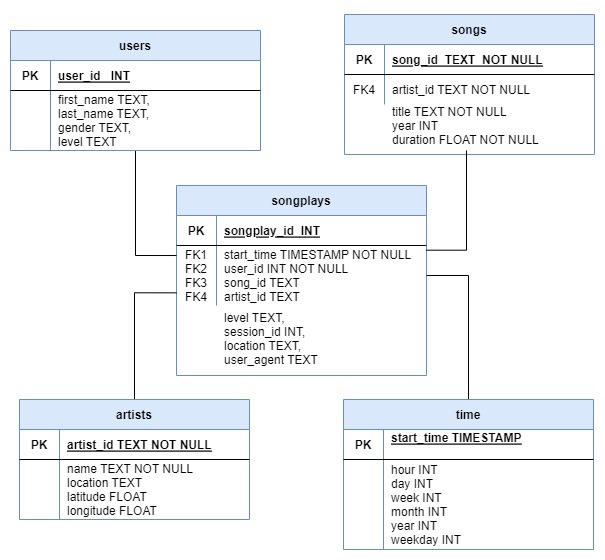 users
PK user_id INT
first_name TEXT,
last_name TEXT,
gender TEXT,
level TEXT
songs
PK song_id TEXT NOT NULL
FK4 artist_id TEXT NOT NULL
title TEXT NOT NULL
year INT
duration FLOAT NOT NULL
songplays
PK songplay_id INT
FK1 start_time TIMESTAMP NOT NULL
FK2 user_id INT NOT NULL
FK3 song_id TEXT
FK4 artist_id TEXT
level TEXT,
session_id INT,
location TEXT,
user_agent TEXT
artists
PK artist_id TEXT NOT NULL
name TEXT NOT NULL
location TEXT
latitude FLOAT
longitude FLOAT
time
PK start_time TIMESTAMP
hour INT
day INT
week INT
month INT
year INT
weekday INT